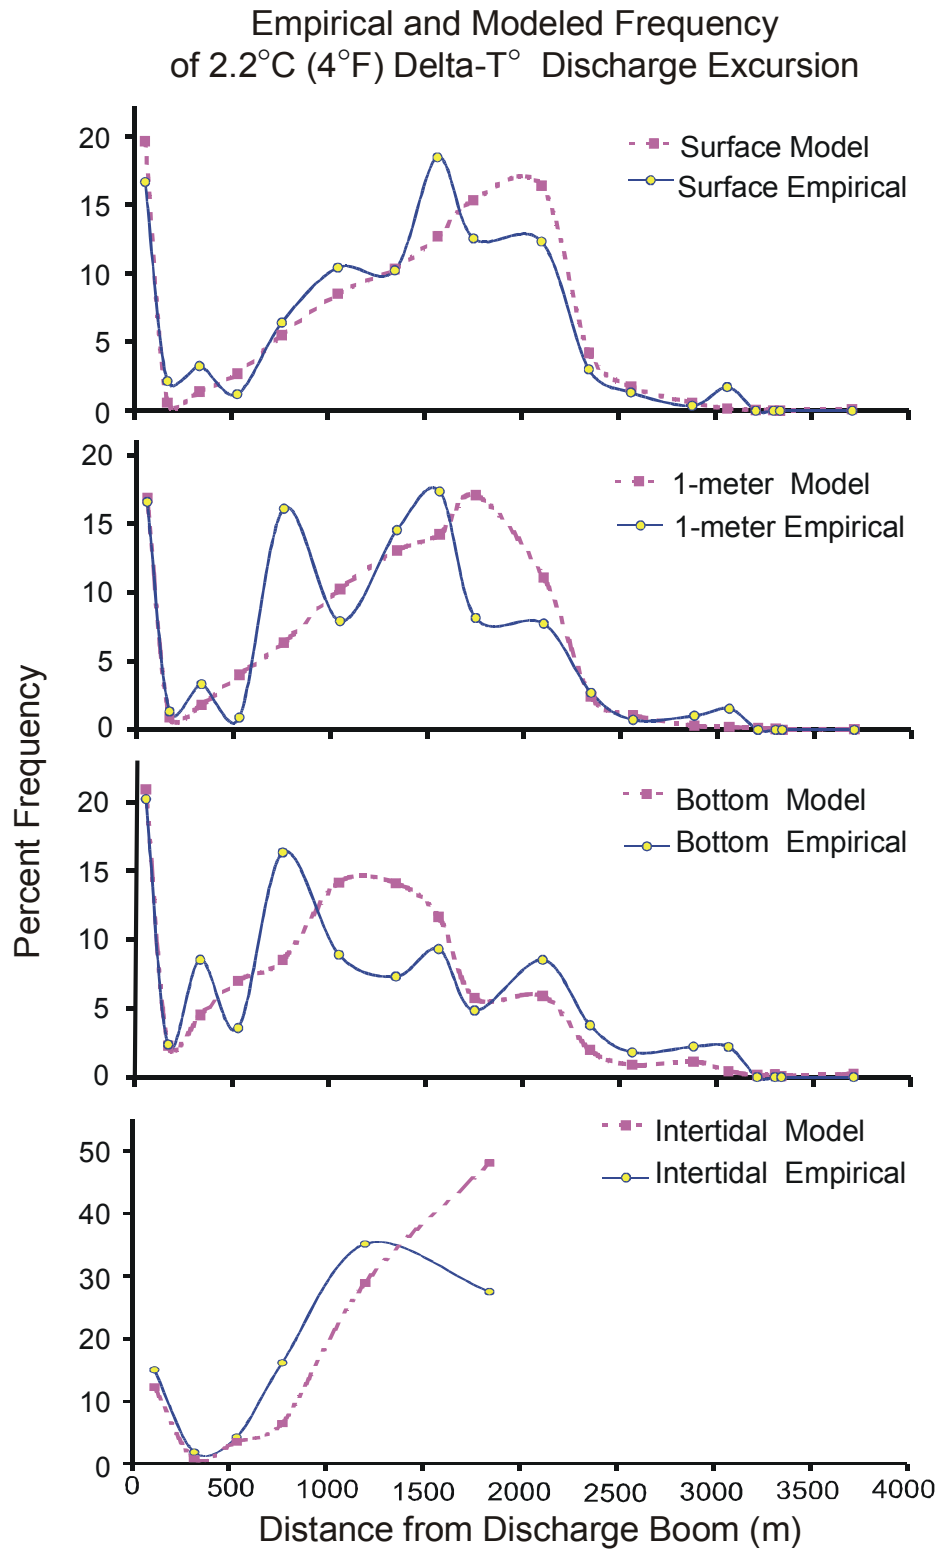 Empirical and Modeled Frequency
of 2.2°C (4°F) Delta-T° Discharge Excursion
Percent Frequency
20
15
10
5
0
Surface Model
Surface Empirical
20
15
10
5
0
1-meter Model
1-meter Empirical
20
15
10
5
0
Bottom Model
Bottom Empirical
50
40
30
20
10
0
Intertidal Model
Intertidal Empirical
0 500 1000 1500 2000 2500 3000 3500 4000
Distance from Discharge Boom (m)